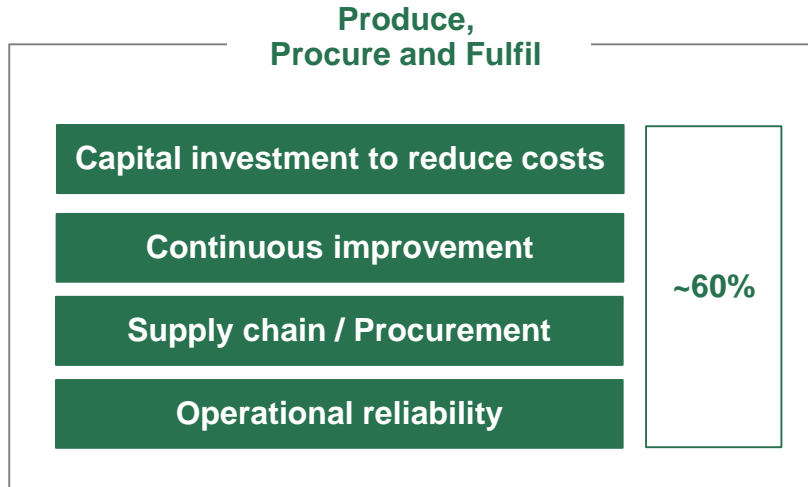 Produce,
Procure and Fulfil
Capital investment to reduce costs
Continuous improvement
~60%
Supply chain / Procurement
Operational reliability